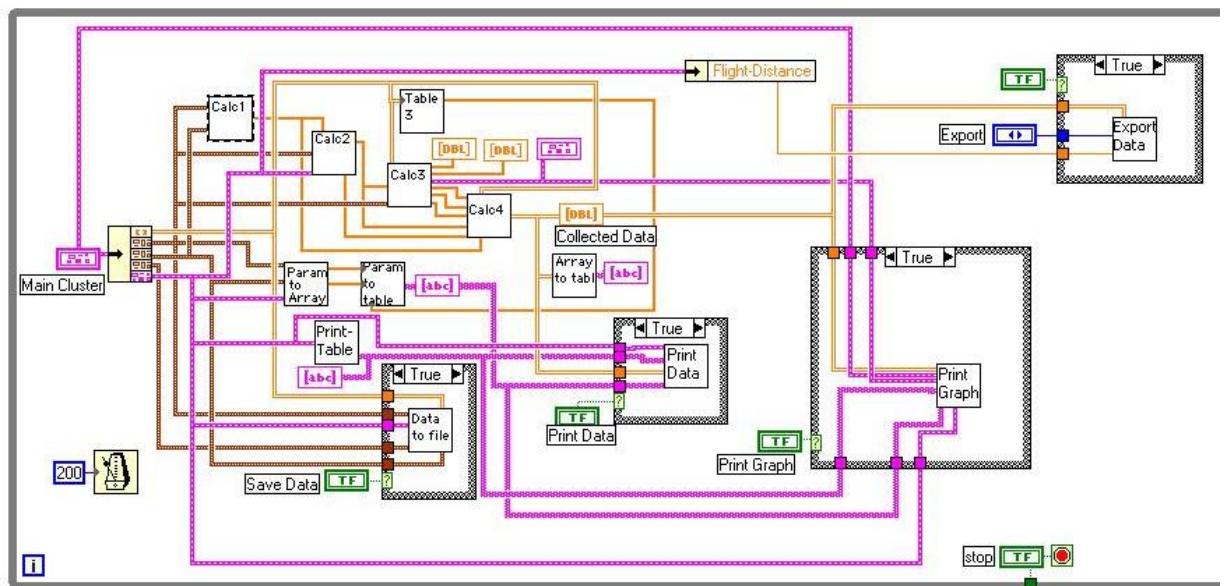 True
TF
Flight-Distance
Table
3
Calc1
Export
Export
Data
Calc2
[DBL]
[DBL]
Calc3
Calc4
[DBL]
Collected Data
True
Main Cluster
Param
to
Array
Param
to
table
[abc]
Array
to tabl
[abc]
True
Print-
Table
Print
Data
[abc]
True
Print
Graph
Data
to file
TF
Print Data
TF
Print Graph
200
Save Data
TF
i
stop
TF